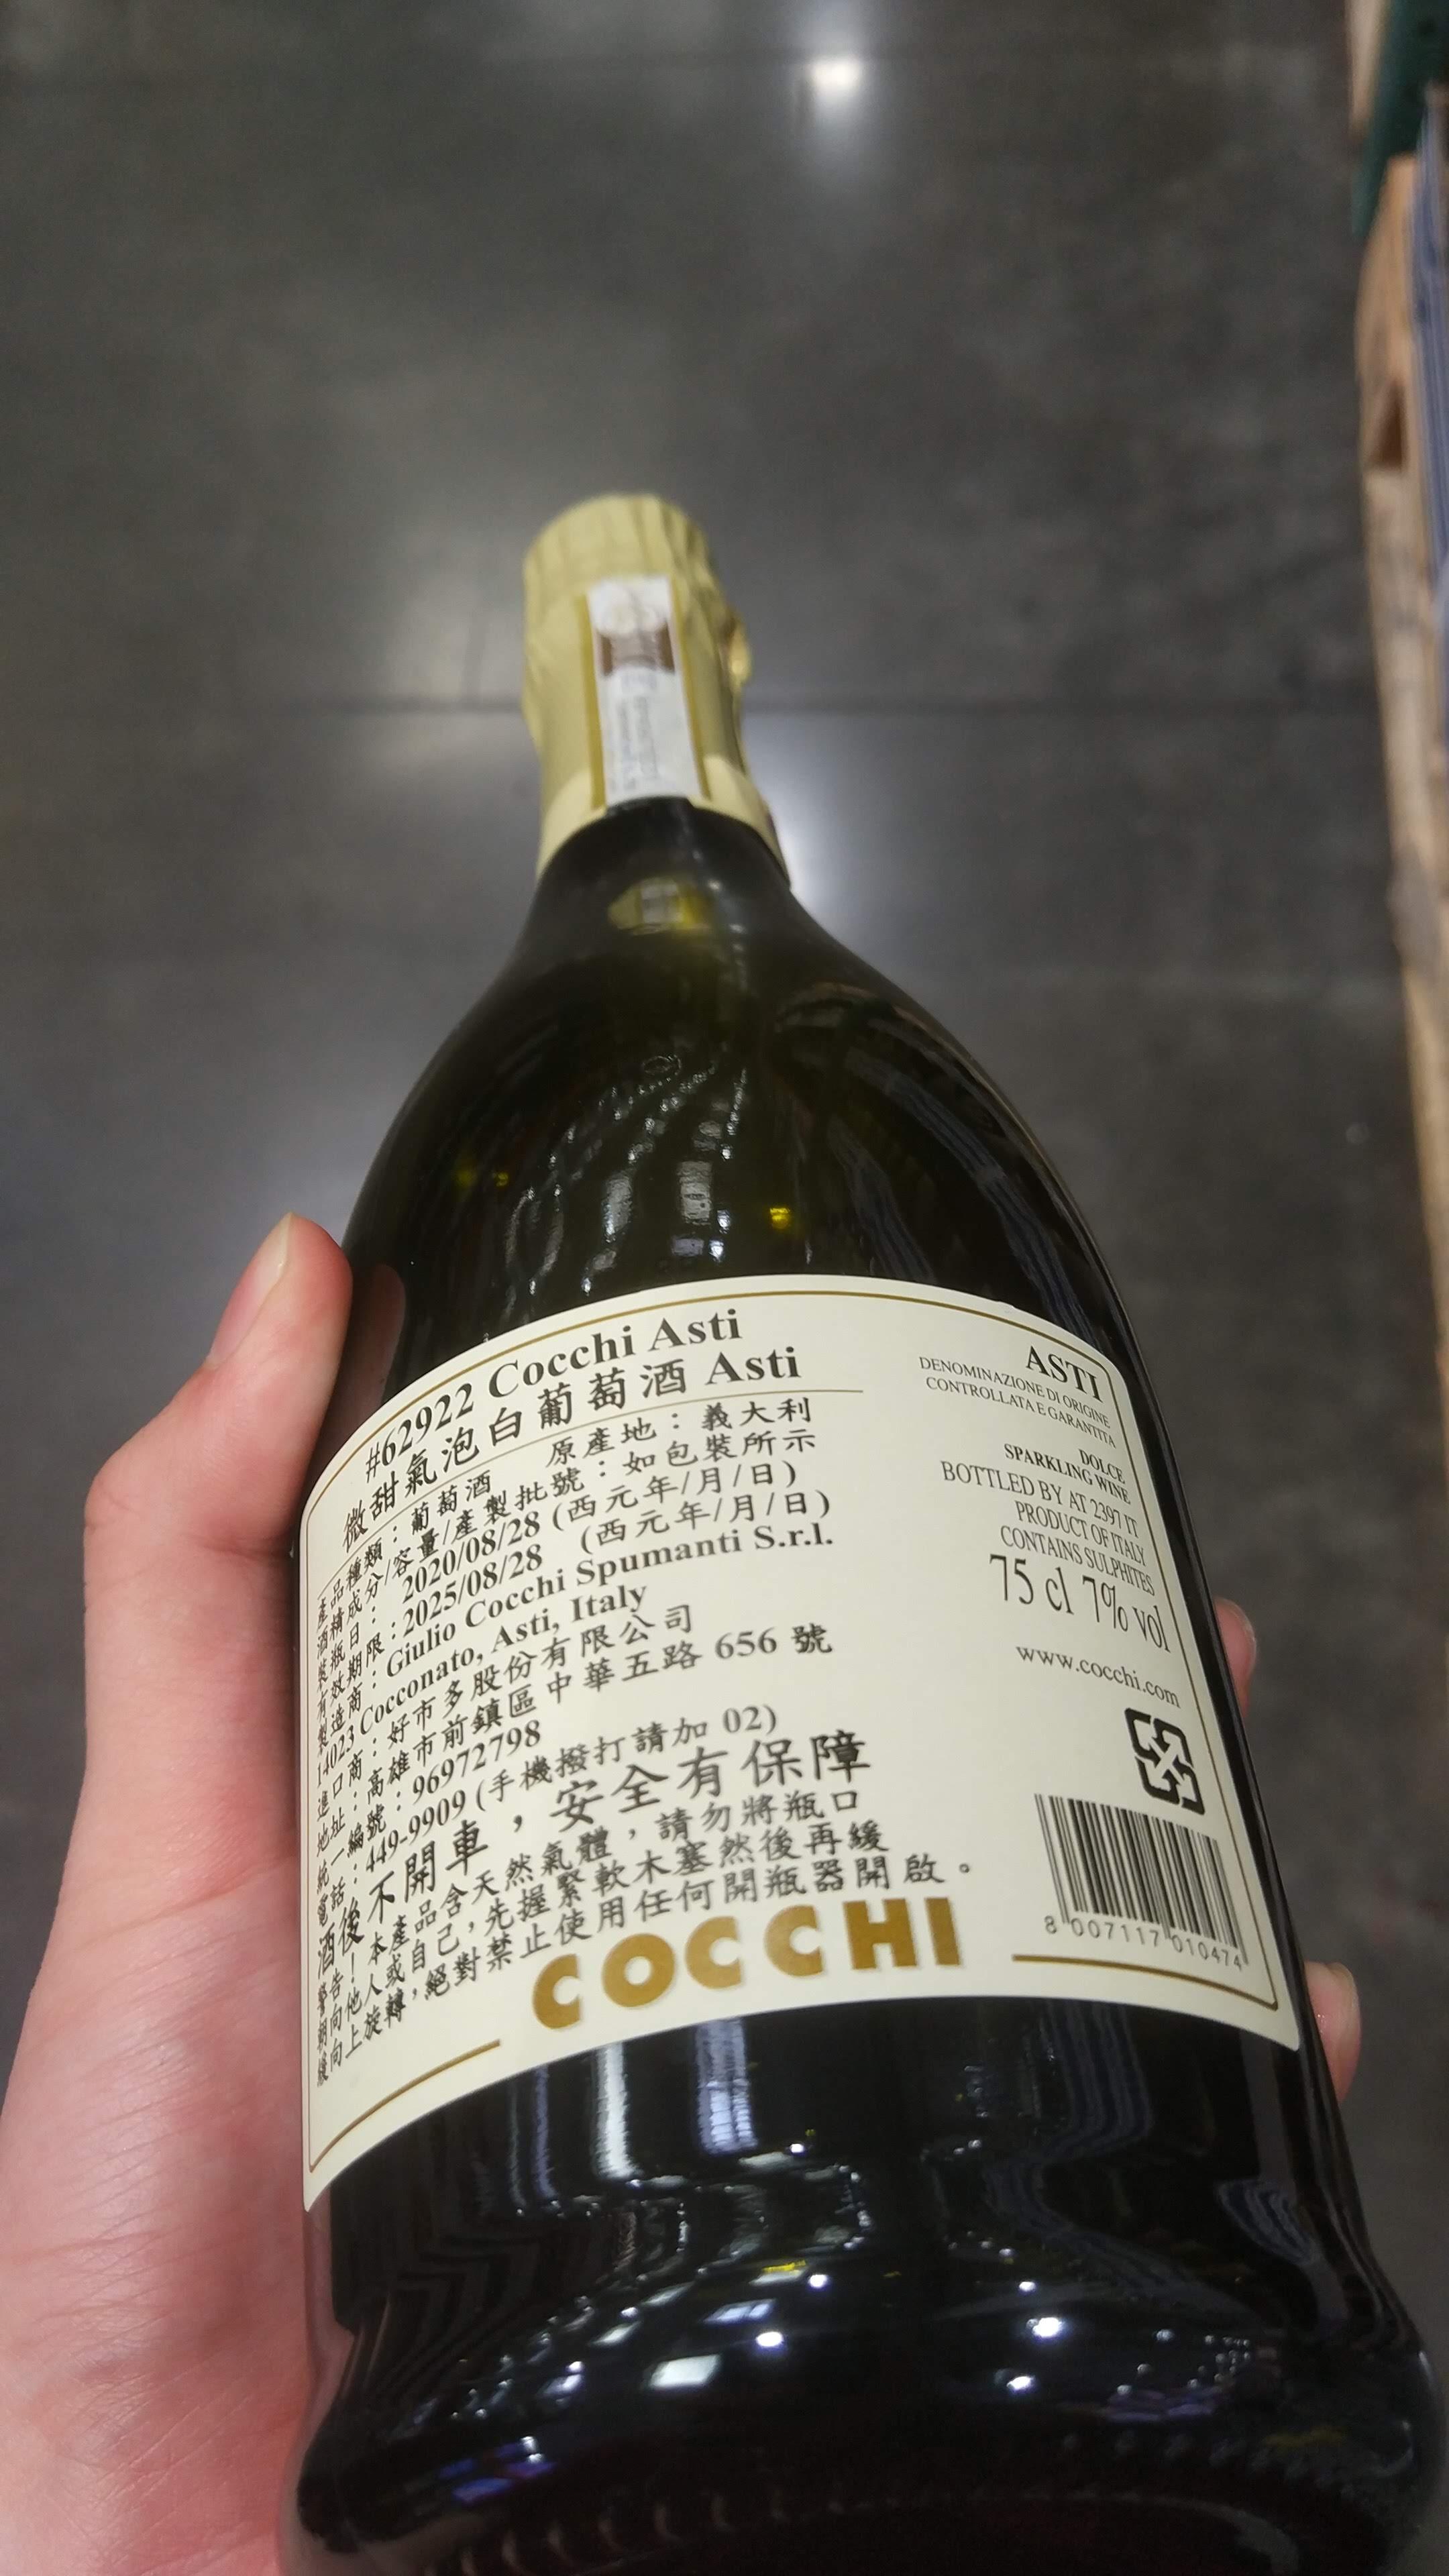 #62922 Cocchi Asti
微甜氣泡白葡萄酒 Asti
產品種類：葡萄酒 原產地：義大利
酒精成分/容量/產製批號：如包裝所示
裝瓶日：2020/08/28 (西元年/月/日)
有效期限：2025/08/28 (西元年/月/日)
製造商：Giulio Cocchi Spumanti S.r.l.
14023 Cocconato, Asti, Italy
進口商：好市多股份有限公司
地址：高雄市前鎮區中華五路 656 號
統一編號：96972798
電話：449-9909 (手機撥打請加 02)
酒後不開車，安全有保障
警告！本產品含天然氣體，請勿將瓶口
朝向他人或自己，先握緊軟木塞然後再緩
緩向上旋轉，絕對禁止使用任何開瓶器開啟。
COCCHI
ASTI
DENOMINAZIONE DI ORIGINE
CONTROLLATA E GARANTITA
DOLCE
SPARKLING WINE
BOTTLED BY AT 2397 IT
PRODUCT OF ITALY
CONTAINS SULPHITES
75 cl 7% vol
www.cocchi.com
8 007117 010474